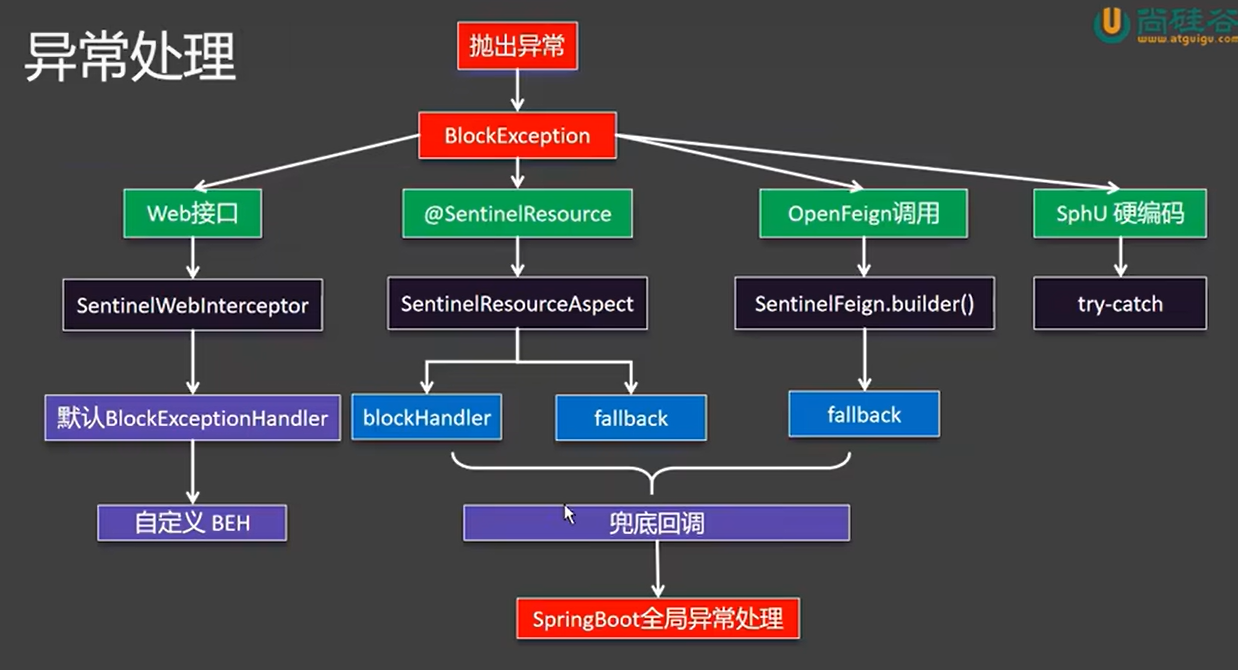 异常处理
尚硅谷
www.atguigu.com
抛出异常
BlockException
Web接口
@SentinelResource
OpenFeign调用
SphU 硬编码
SentinelWebInterceptor
SentinelResourceAspect
SentinelFeign.builder()
try-catch
默认BlockExceptionHandler
blockHandler
fallback
fallback
自定义 BEH
兜底回调
SpringBoot全局异常处理